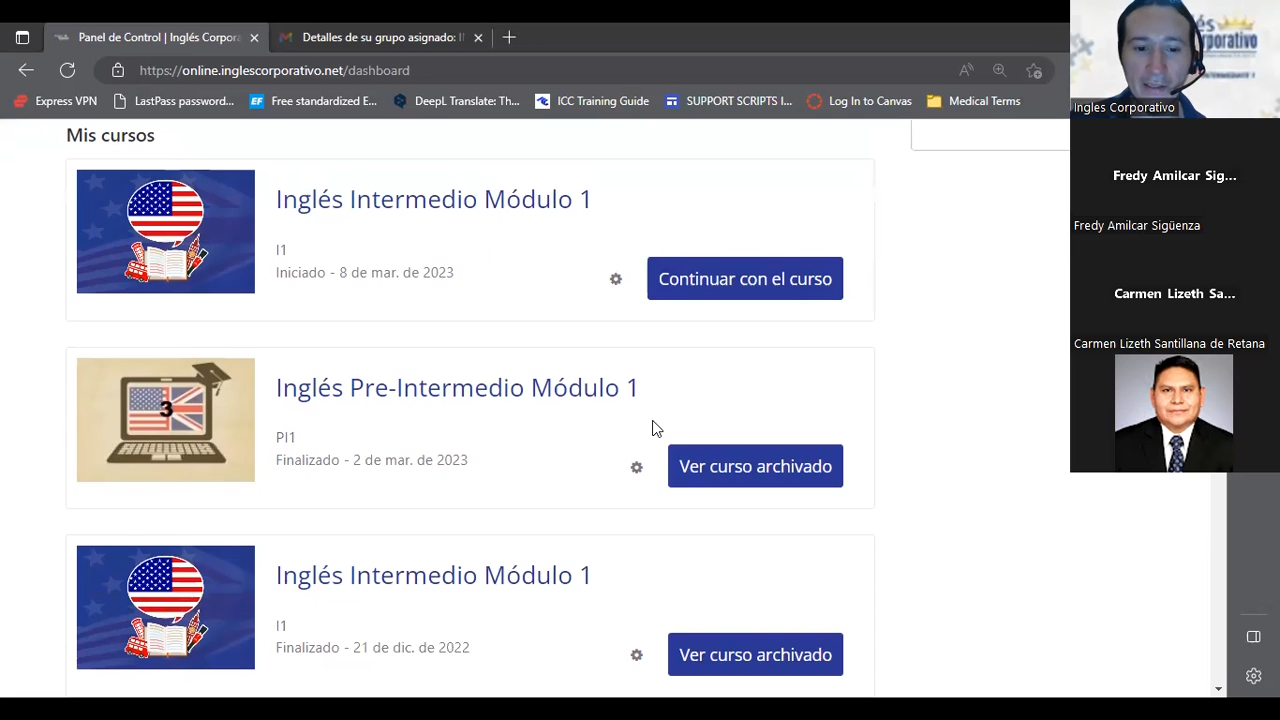 Panel de Control | Inglés Corpora
Detalles de su grupo asignado: I
https://online.inglescorporativo.net/dashboard
Express VPN
LastPass password...
EF
Free standardized E...
DeepL Translate: Th...
ICC Training Guide
SUPPORT SCRIPTS I...
Log In to Canvas
Medical Terms
Mis cursos
Inglés Intermedio Módulo 1
I1
Iniciado - 8 de mar. de 2023
Continuar con el curso
3
Inglés Pre-Intermedio Módulo 1
PI1
Finalizado - 2 de mar. de 2023
Ver curso archivado
Inglés Intermedio Módulo 1
I1
Finalizado - 21 de dic. de 2022
Ver curso archivado
Ingles Corporativo
Fredy Amilcar Sig...
Fredy Amilcar Sigüenza
Carmen Lizeth Sa...
Carmen Lizeth Santillana de Retana